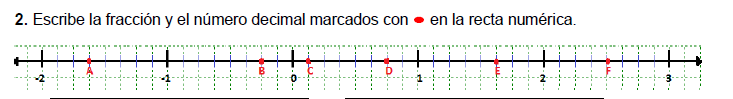 2. Escribe la fracción y el número decimal marcados con ● en la recta numérica.
-2 A -1 B 0 C D 1 E 2 F 3